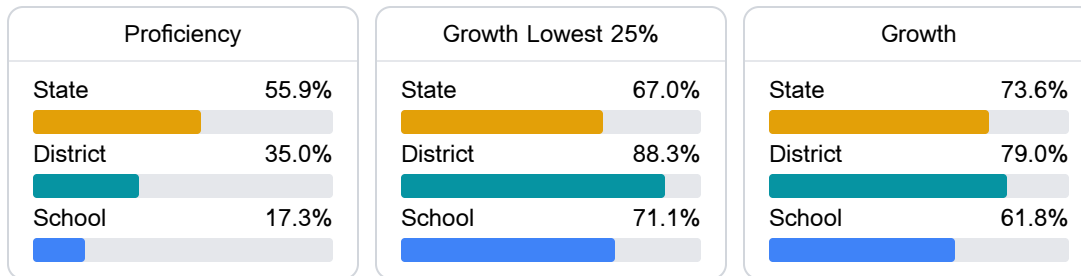 Proficiency
State 55.9%
District 35.0%
School 17.3%
Growth Lowest 25%
State 67.0%
District 88.3%
School 71.1%
Growth
State 73.6%
District 79.0%
School 61.8%